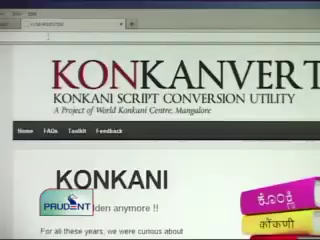 KONKANVERT
KONKANI SCRIPT CONVERSION UTILITY
A Project of World Konkani Centre, Mangalore
Home FAQs Toolkit Feedback
KONKANI
PRUDENT
den anymore !!
For all these years, we were curious about
ಕೊಂಕ್ಣಿ
कोंकणी